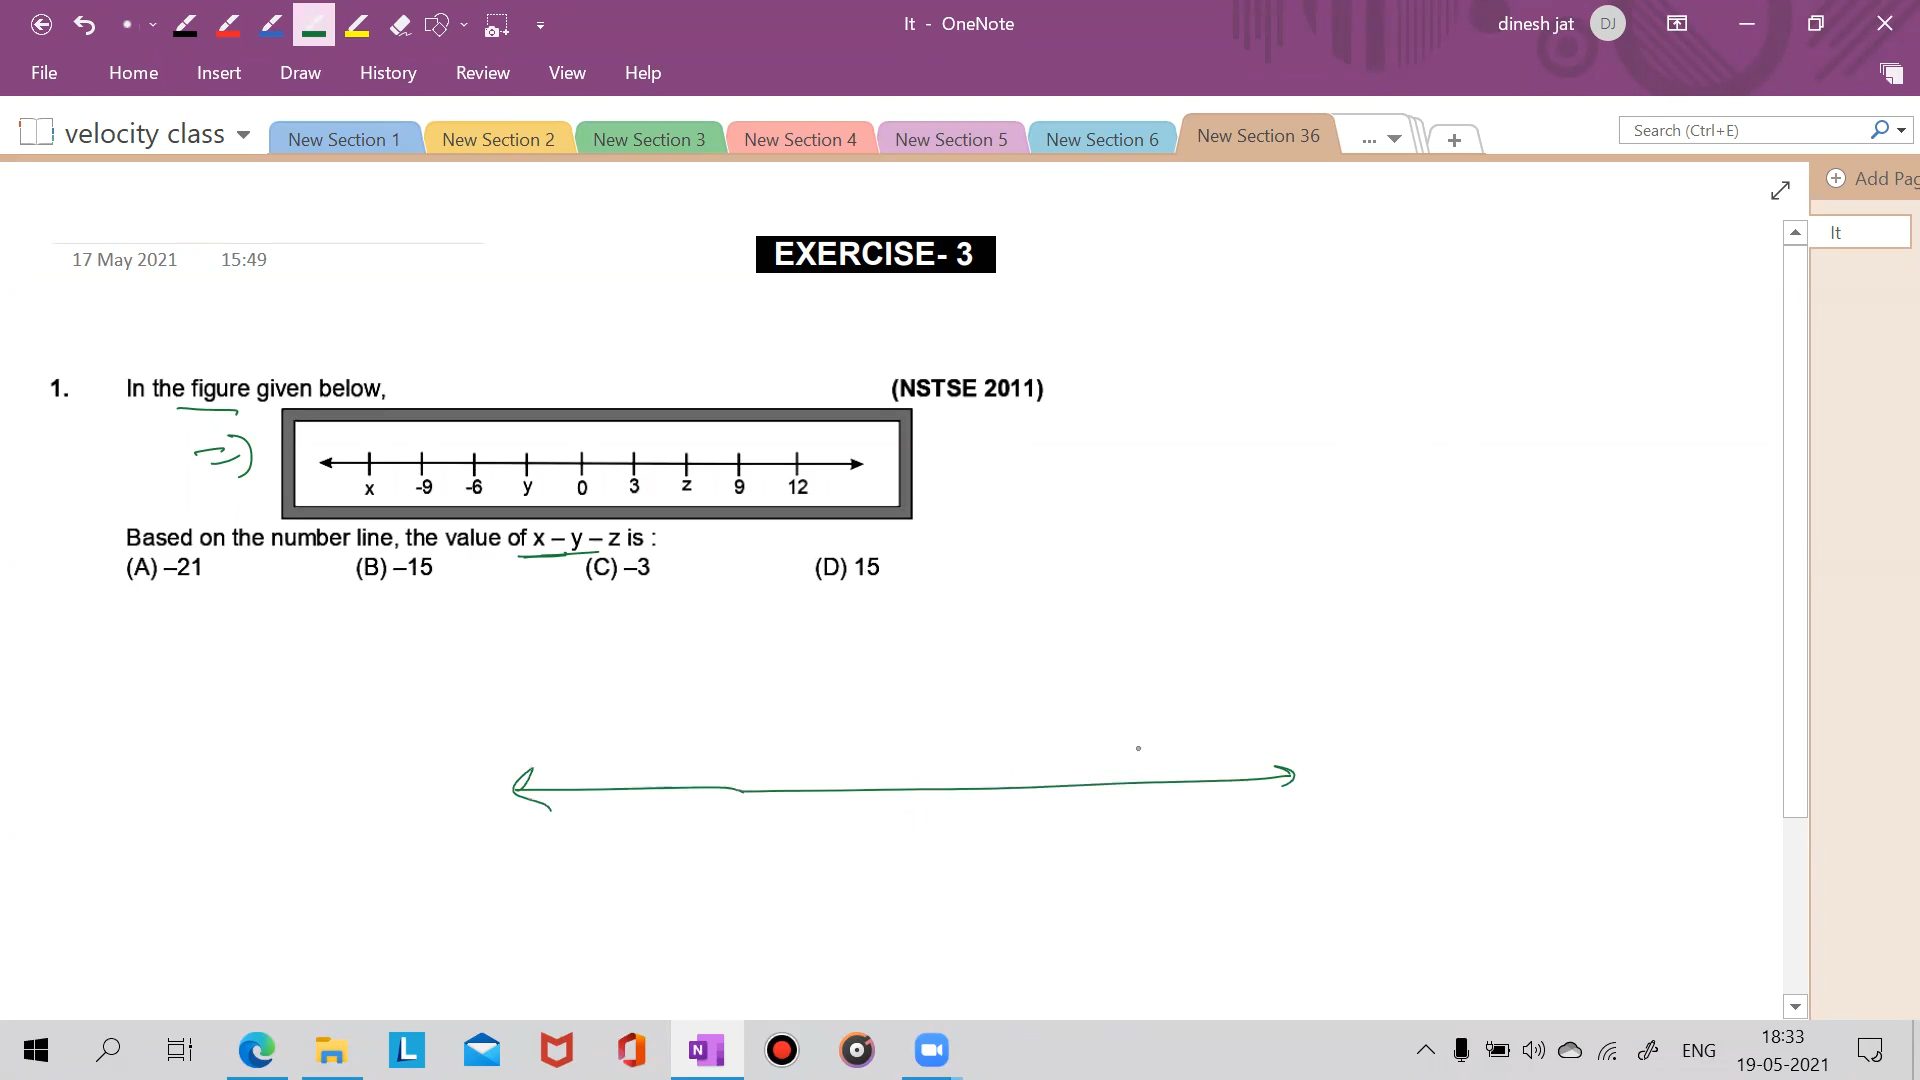 It - OneNote
dinesh jat DJ
File Home Insert Draw History Review View Help
velocity class New Section 1 New Section 2 New Section 3 New Section 4 New Section 5 New Section 6 New Section 36 ... Search (Ctrl+E)
Add Pag
It
17 May 2021 15:49
EXERCISE- 3
1. In the figure given below, (NSTSE 2011)
x -9 -6 y 0 3 z 9 12
Based on the number line, the value of x – y – z is :
(A) –21 (B) –15 (C) –3 (D) 15
ENG
18:33
19-05-2021